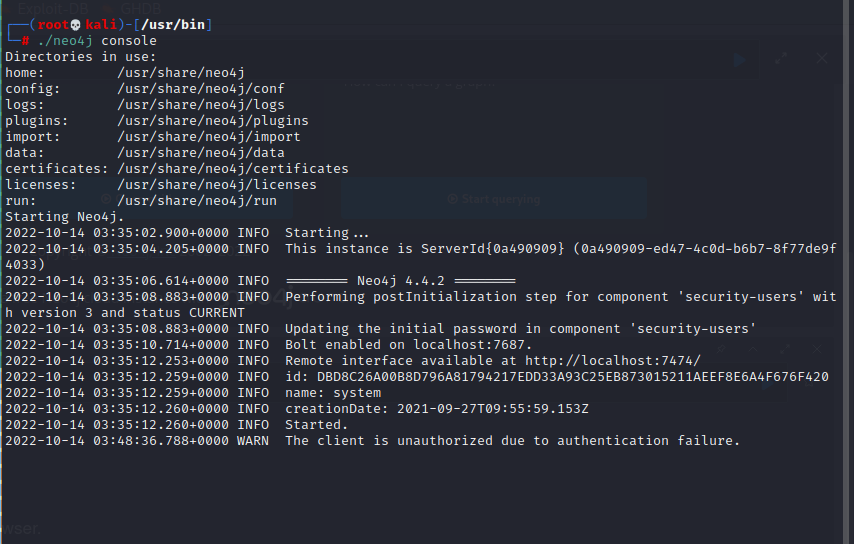 Exploit-DB GHDB
┌──(root💀kali)-[/usr/bin]
└─# ./neo4j console
Directories in use:
home:         /usr/share/neo4j
config:       /usr/share/neo4j/conf
logs:         /usr/share/neo4j/logs
plugins:      /usr/share/neo4j/plugins
import:       /usr/share/neo4j/import
data:         /usr/share/neo4j/data
certificates: /usr/share/neo4j/certificates
licenses:     /usr/share/neo4j/licenses
run:          /usr/share/neo4j/run
Start querying
Starting Neo4j.
2022-10-14 03:35:02.900+0000 INFO  Starting...
2022-10-14 03:35:04.205+0000 INFO  This instance is ServerId{0a490909} (0a490909-ed47-4c0d-b6b7-8f77de9f
4033)
2022-10-14 03:35:06.614+0000 INFO  ======== Neo4j 4.4.2 ========
2022-10-14 03:35:08.883+0000 INFO  Performing postInitialization step for component 'security-users' wit
h version 3 and status CURRENT
2022-10-14 03:35:08.883+0000 INFO  Updating the initial password in component 'security-users'
2022-10-14 03:35:10.714+0000 INFO  Bolt enabled on localhost:7687.
2022-10-14 03:35:12.253+0000 INFO  Remote interface available at http://localhost:7474/
2022-10-14 03:35:12.259+0000 INFO  id: DBD8C26A00B8D796A81794217EDD33A93C25EB873015211AEEF8E6A4F676F420
2022-10-14 03:35:12.259+0000 INFO  name: system
2022-10-14 03:35:12.260+0000 INFO  creationDate: 2021-09-27T09:55:59.153Z
2022-10-14 03:35:12.260+0000 INFO  Started.
2022-10-14 03:48:36.788+0000 WARN  The client is unauthorized due to authentication failure.
wser.